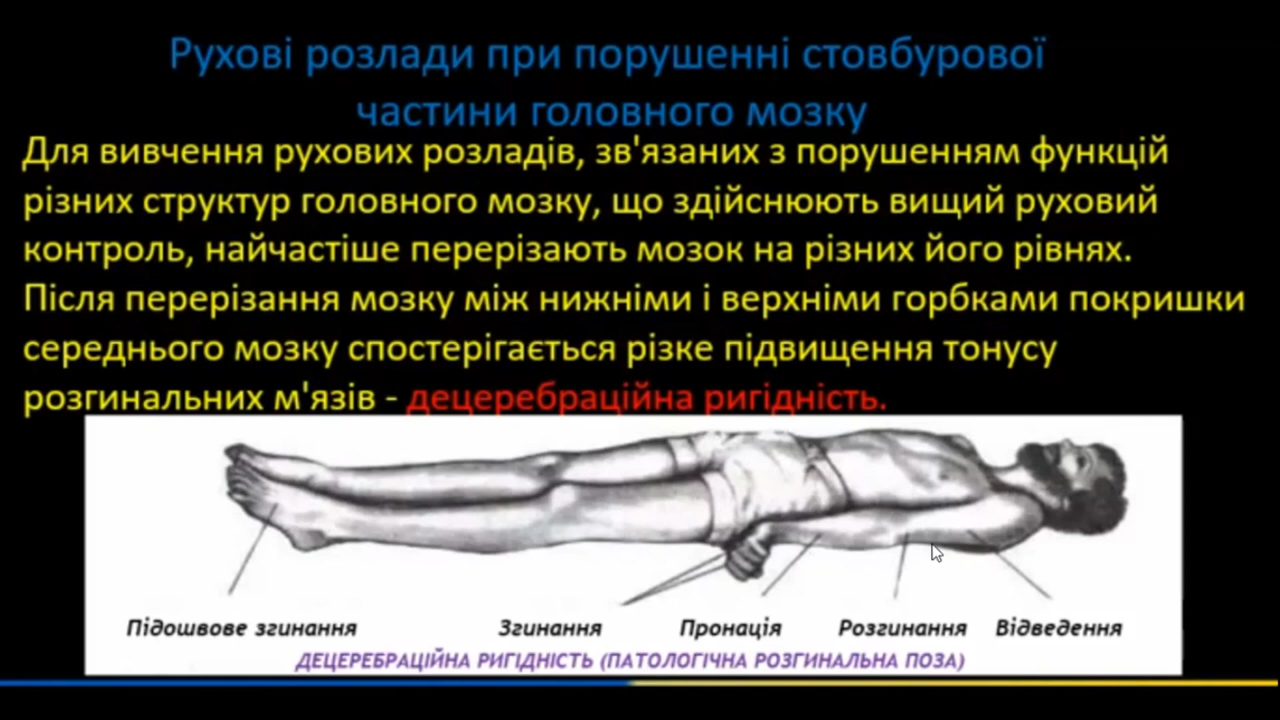 Рухові розлади при порушенні стовбурової
частини головного мозку
Для вивчення рухових розладів, зв'язаних з порушенням функцій
різних структур головного мозку, що здійснюють вищий руховий
контроль, найчастіше перерізають мозок на різних його рівнях.
Після перерізання мозку між нижніми і верхніми горбками покришки
середнього мозку спостерігається різке підвищення тонусу
розгинальних м'язів - децеребраційна ригідність.
Підошвове згинання Згинання Пронація Розгинання Відведення
ДЕЦЕРЕБРАЦІЙНА РИГІДНІСТЬ (ПАТОЛОГІЧНА РОЗГИНАЛЬНА ПОЗА)